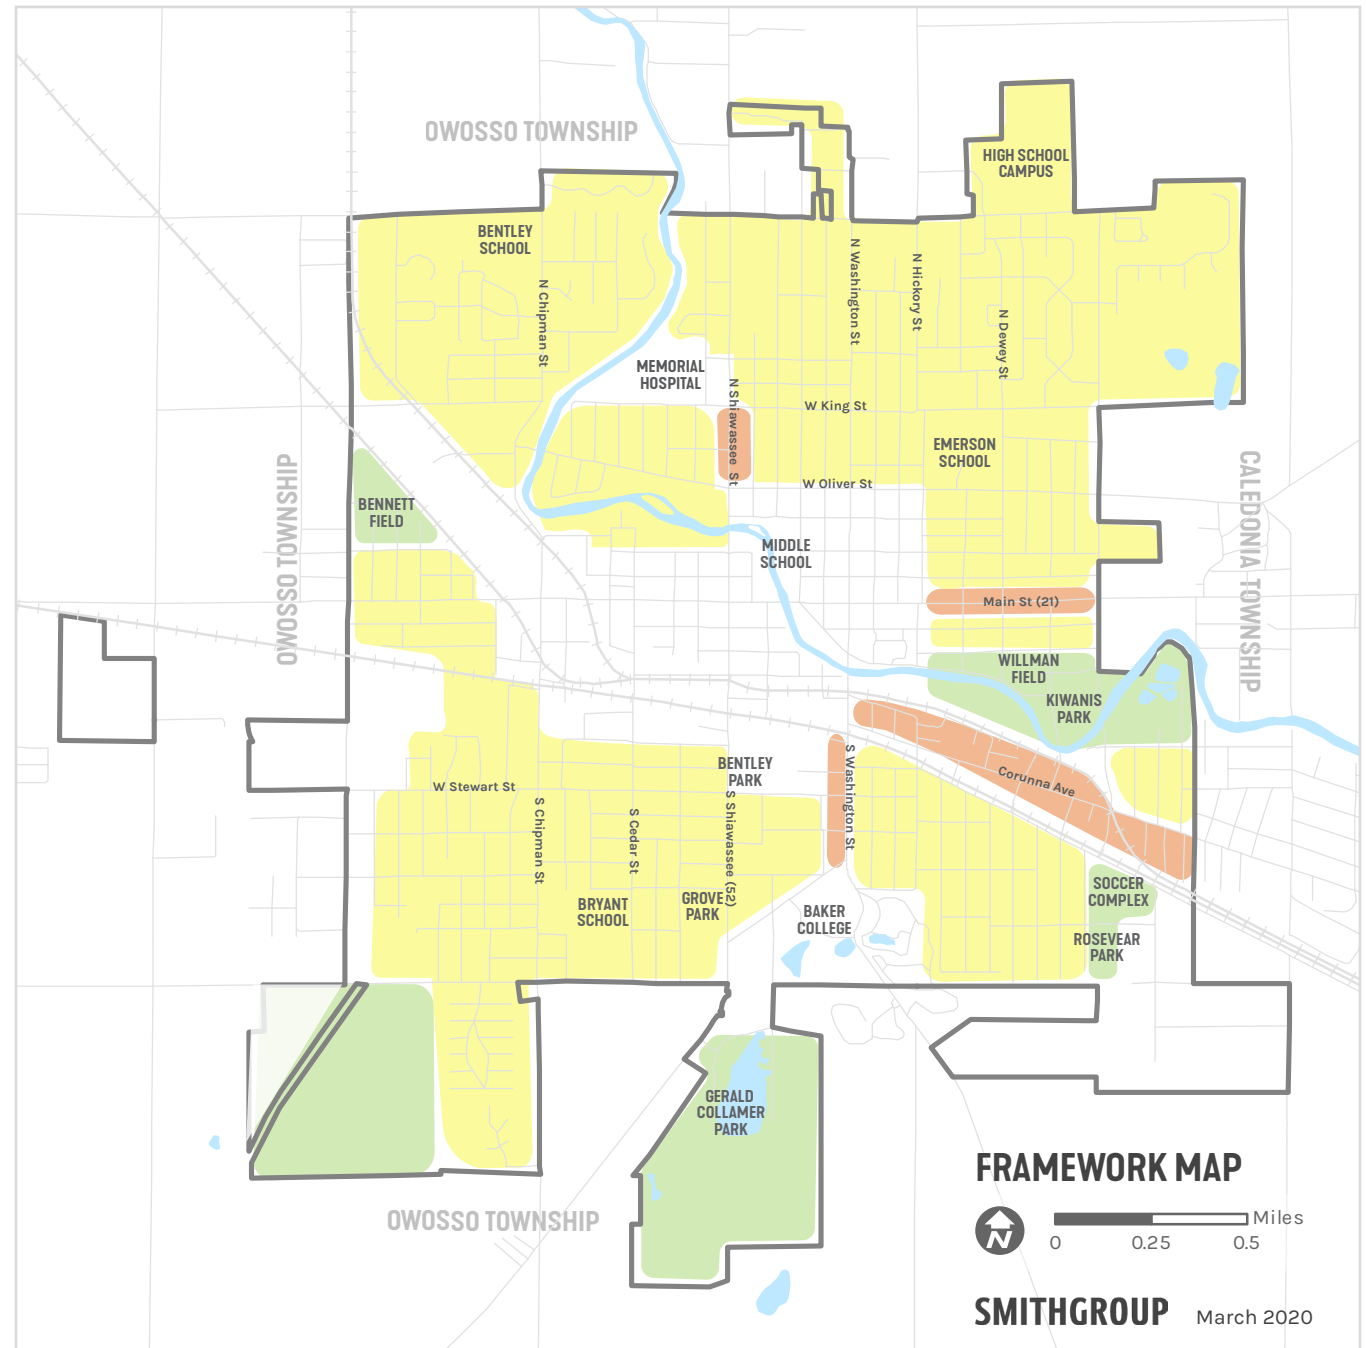 OWOSSO TOWNSHIP
HIGH SCHOOL
CAMPUS
BENTLEY
SCHOOL
N Chipman St
N Washington St
N Hickory St
N Dewey St
MEMORIAL
HOSPITAL
N Shiawassee St
W King St
EMERSON
SCHOOL
W Oliver St
OWOSSO TOWNSHIP
BENNETT
FIELD
CALEDONIA TOWNSHIP
MIDDLE
SCHOOL
Main St (21)
WILLMAN
FIELD
KIWANIS
PARK
BENTLEY
PARK
W Stewart St
S Chipman St
S Cedar St
S Shiawassee (52)
S Washington St
Corunna Ave
BRYANT
SCHOOL
GROVE
PARK
BAKER
COLLEGE
SOCCER
COMPLEX
ROSEVEAR
PARK
GERALD
COLLAMER
PARK
OWOSSO TOWNSHIP
FRAMEWORK MAP
N
Miles
0 0.25 0.5
SMITHGROUP March 2020